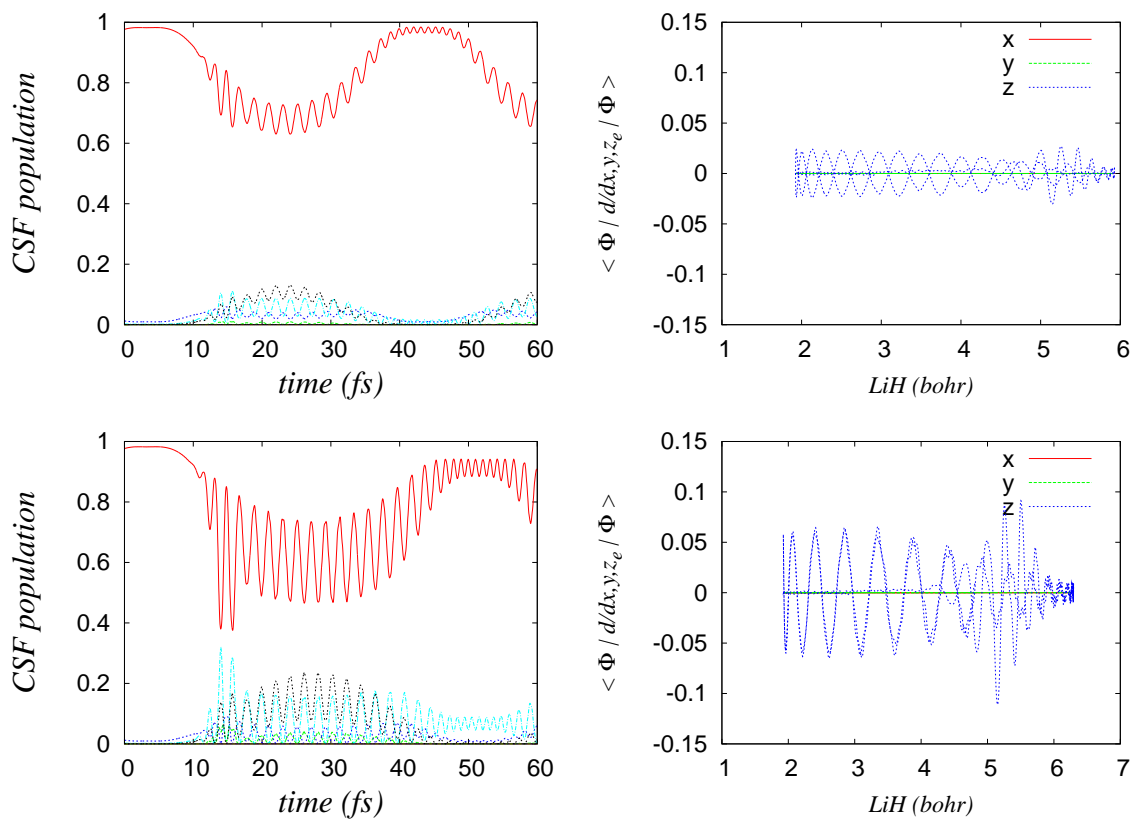 CSF population
1
0.8
0.6
0.4
0.2
0
0 10 20 30 40 50 60
time (fs)
< Φ | d/dx,y,z_e | Φ >
0.15
0.1
0.05
0
-0.05
-0.1
-0.15
x
y
z
1 2 3 4 5 6
LiH (bohr)
CSF population
1
0.8
0.6
0.4
0.2
0
0 10 20 30 40 50 60
time (fs)
< Φ | d/dx,y,z_e | Φ >
0.15
0.1
0.05
0
-0.05
-0.1
-0.15
x
y
z
1 2 3 4 5 6 7
LiH (bohr)